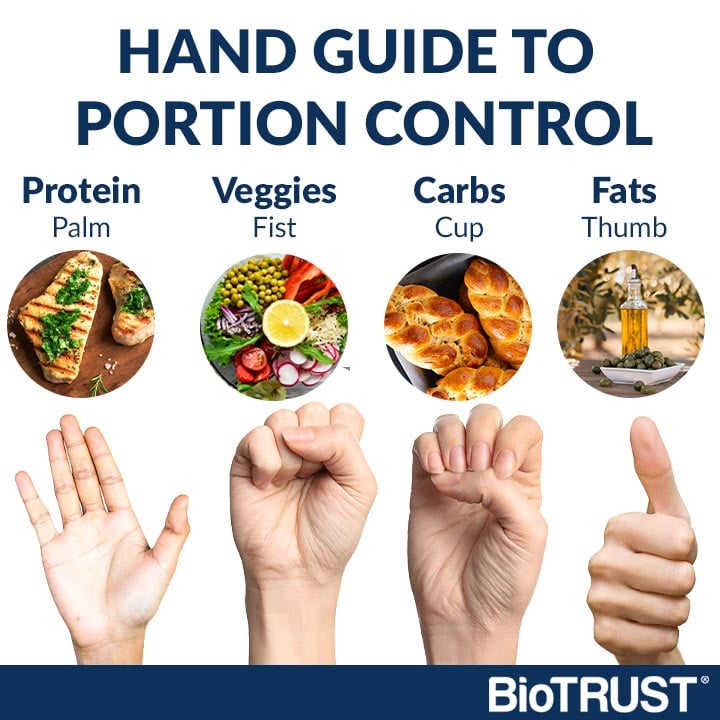 HAND GUIDE TO
PORTION CONTROL
Protein
Palm
Veggies
Fist
Carbs
Cup
Fats
Thumb
BioTRUST®